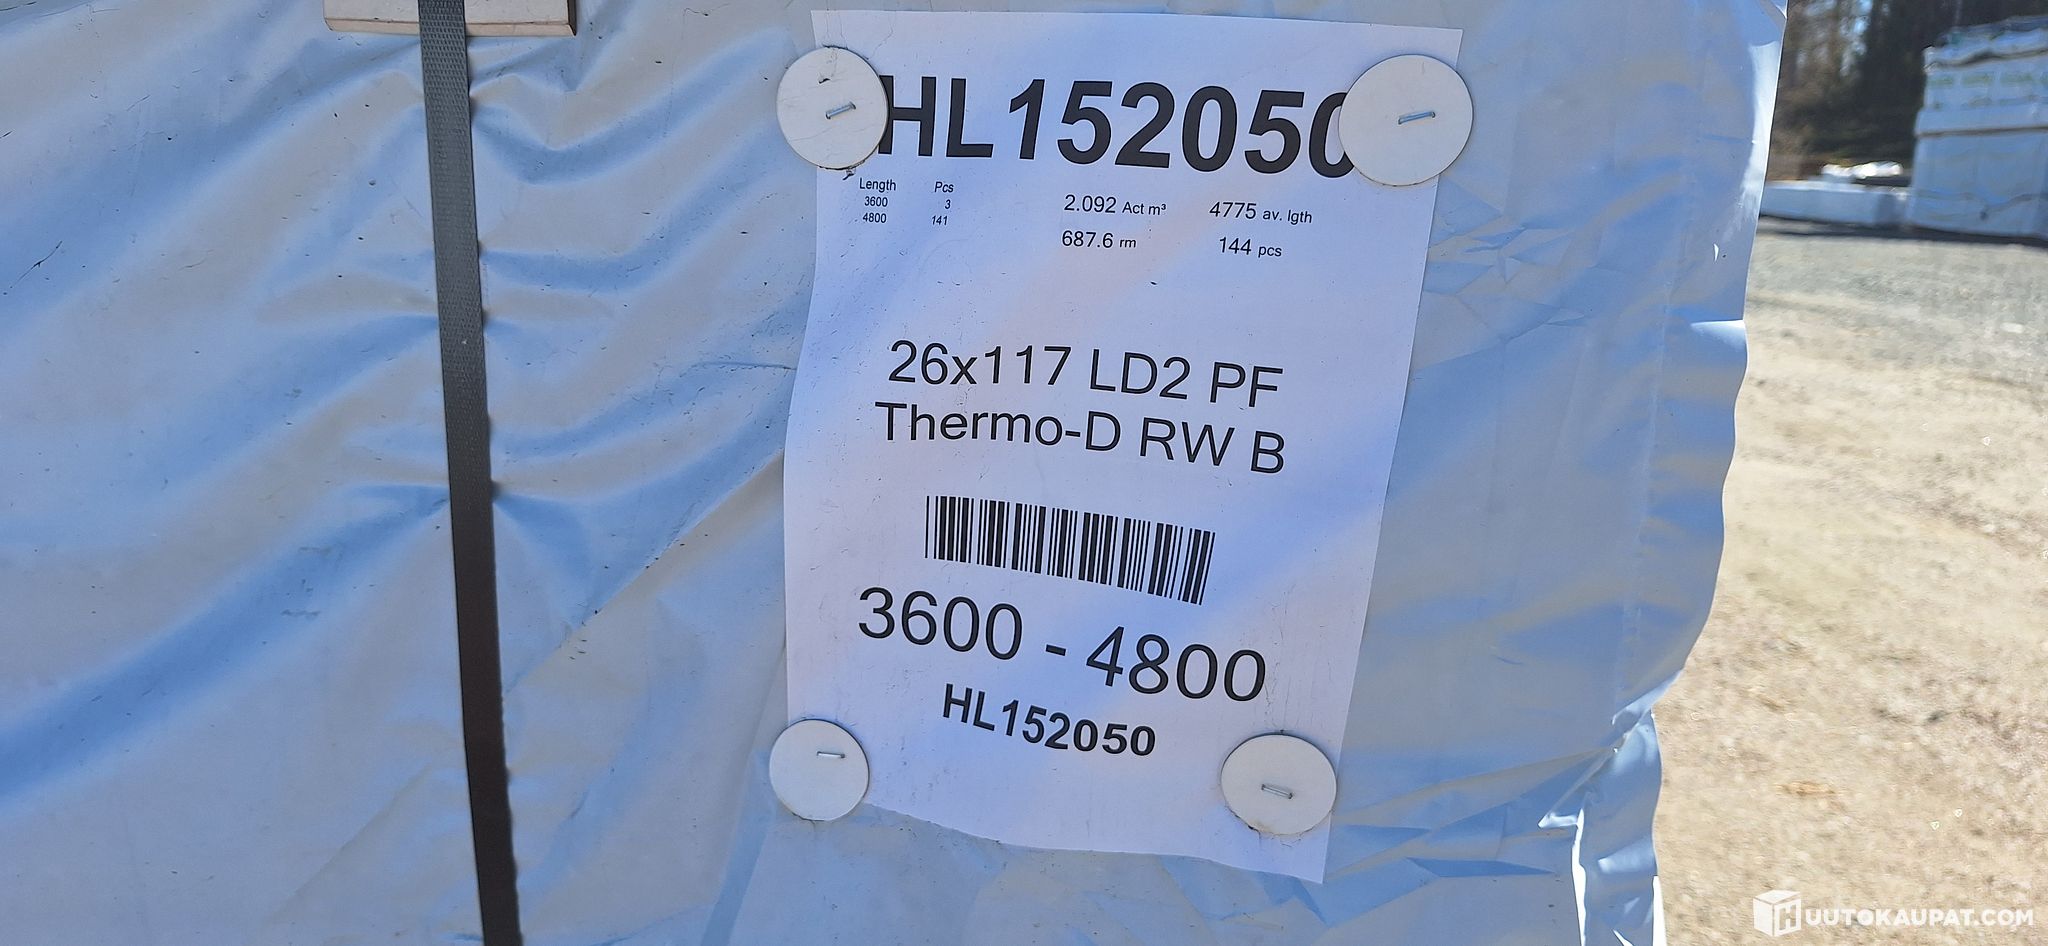 HL152050
Length Pcs
3600 3
4800 141
2.092 Act m³ 4775 av. lgth
687.6 rm 144 pcs
26x117 LD2 PF
Thermo-D RW B
3600 - 4800
HL152050
HUUTOKAUPAT.COM